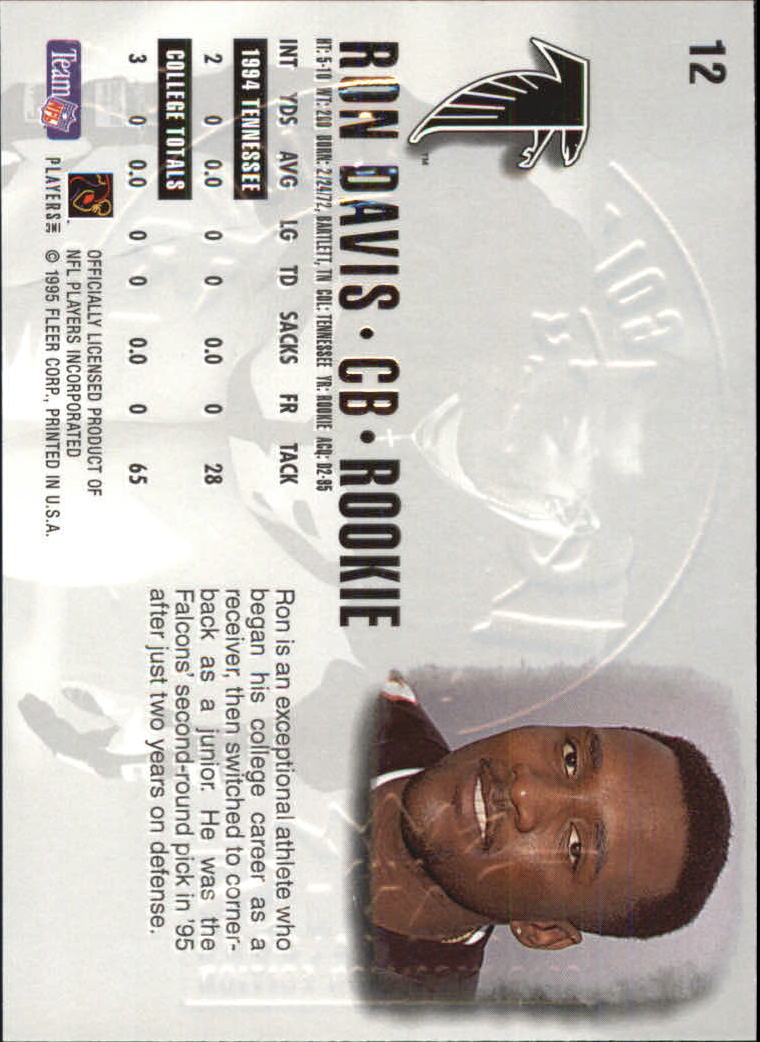 12
TM
RON DAVIS • CB • ROOKIE
HT: 5-10 WT: 201 BORN: 2/24/72, BARTLETT, TN COL: TENNESSEE YR: ROOKIE ACQ: D2-95
INT YDS AVG LG TD SACKS FR TACK
1994 TENNESSEE
2 0 0.0 0 0 0.0 0 28
COLLEGE TOTALS
3 0 0.0 0 0 0.0 0 65
Team NFL
PLAYERS INC
OFFICIALLY LICENSED PRODUCT OF
NFL PLAYERS INCORPORATED
© 1995 FLEER CORP., PRINTED IN U.S.A.
Ron is an exceptional athlete who
began his college career as a
receiver, then switched to corner-
back as a junior. He was the
Falcons' second-round pick in '95
after just two years on defense.